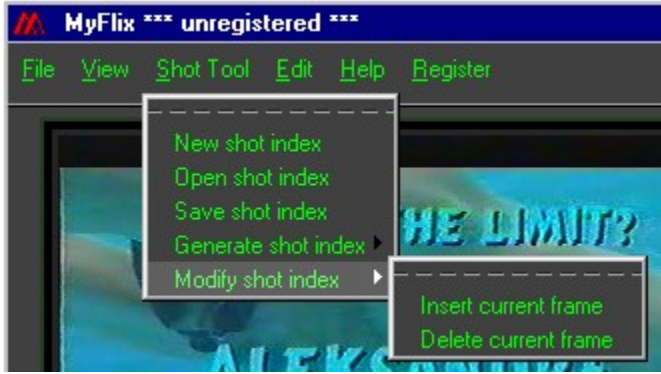 MyFlix *** unregistered ***
File View Shot Tool Edit Help Register
New shot index
Open shot index
Save shot index
Generate shot index
Modify shot index
Insert current frame
Delete current frame
HE LIMIT?